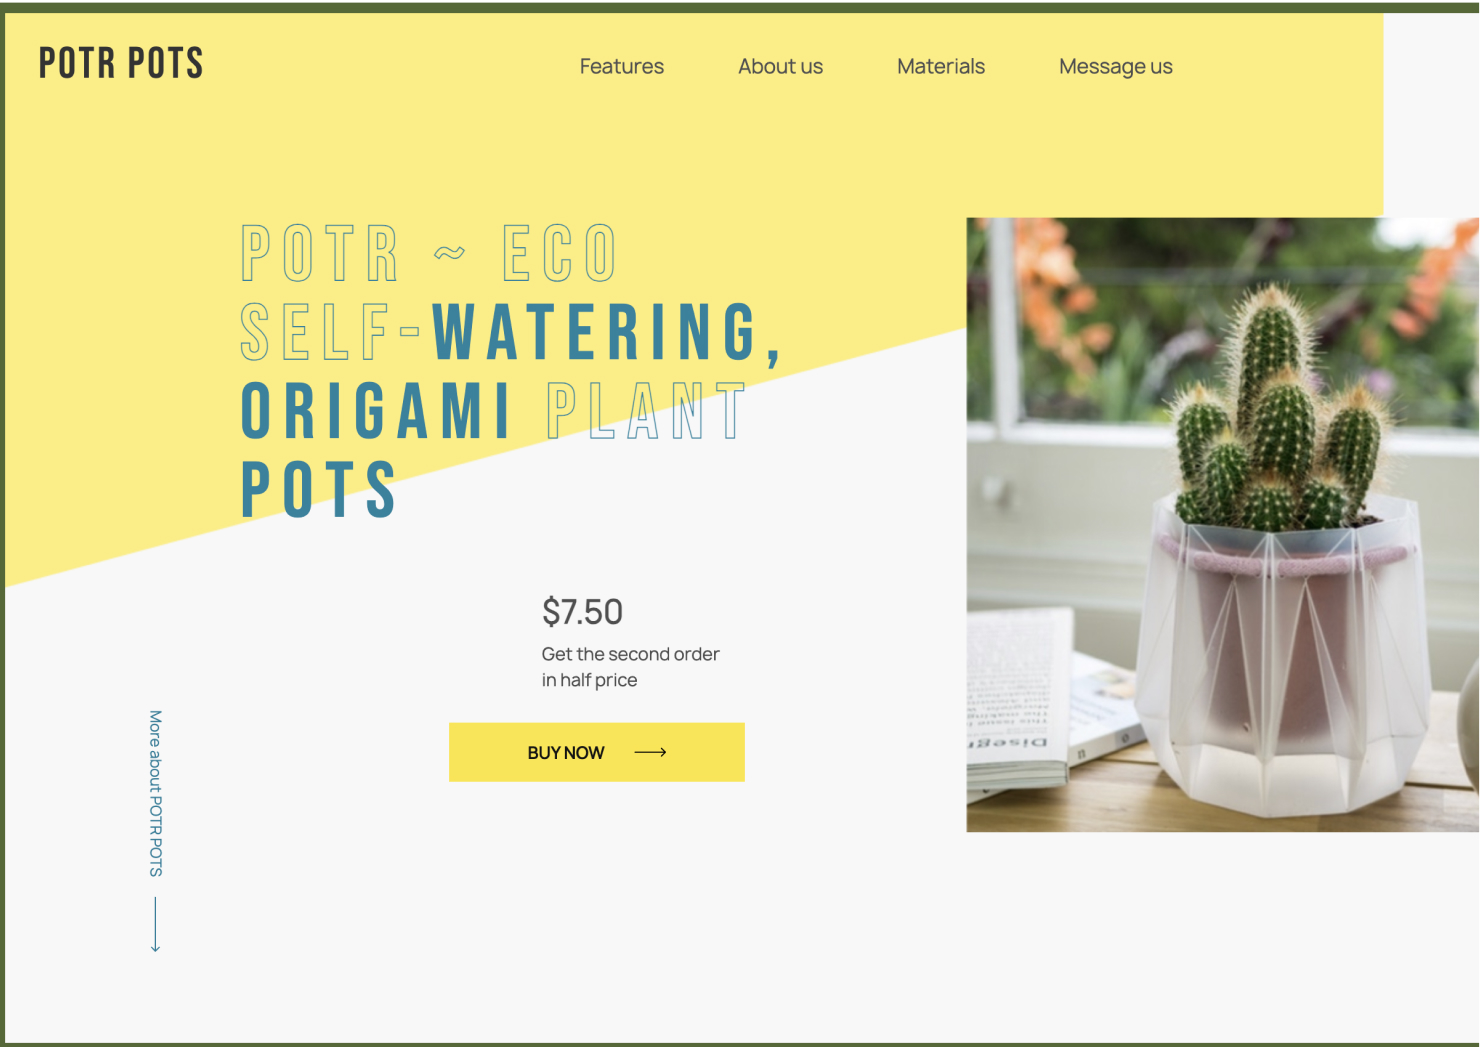 POTR POTS
Features
About us
Materials
Message us
POTR ~ ECO
SELF-WATERING,
ORIGAMI PLANT
POTS
$7.50
Get the second order
in half price
BUY NOW
More about POTR POTS
Disegn